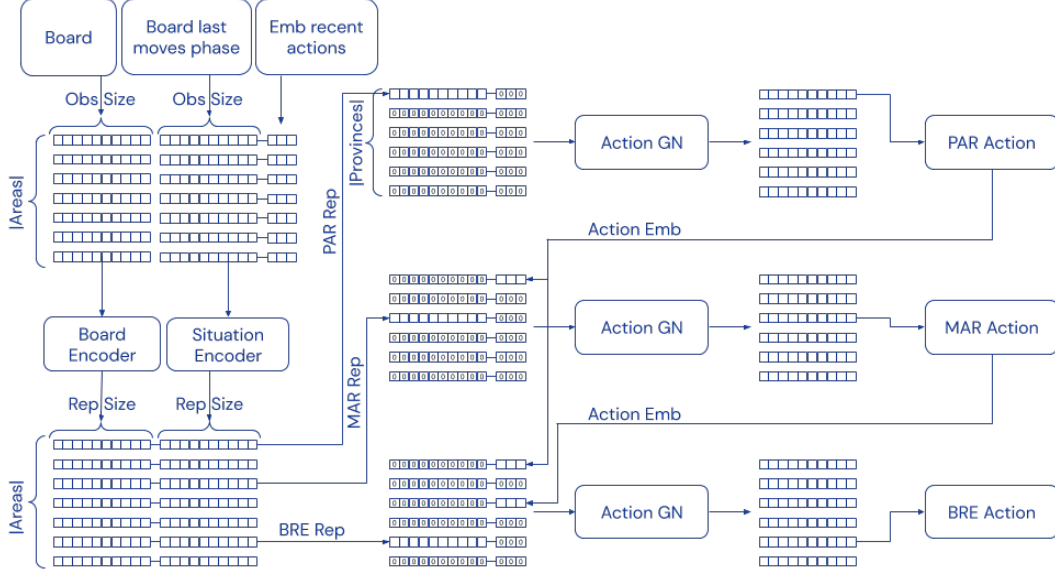 Board
Board last
moves phase
Emb recent
actions
Obs Size
Obs Size
|Areas|
|Provinces|
PAR Rep
Action GN
PAR Action
Action Emb
Board
Encoder
Situation
Encoder
MAR Rep
Action GN
MAR Action
Rep Size
Rep Size
Action Emb
|Areas|
BRE Rep
Action GN
BRE Action